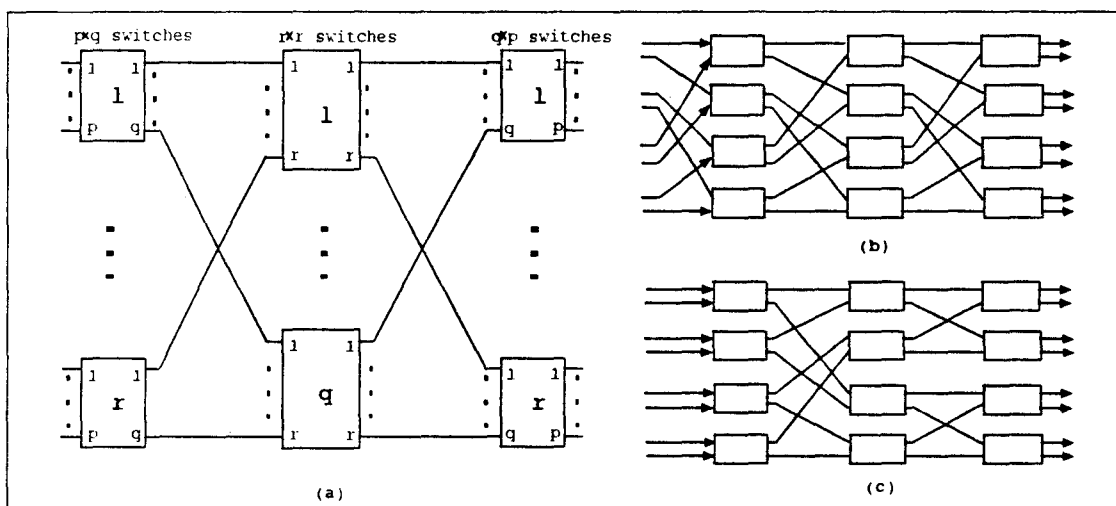 p×q switches r×r switches q×p switches
1 1 1 1 1 1
1 1 1
p q r r q p
1 1 1 1 1 1
r q r
p q r r q p
(a)
(b)
(c)